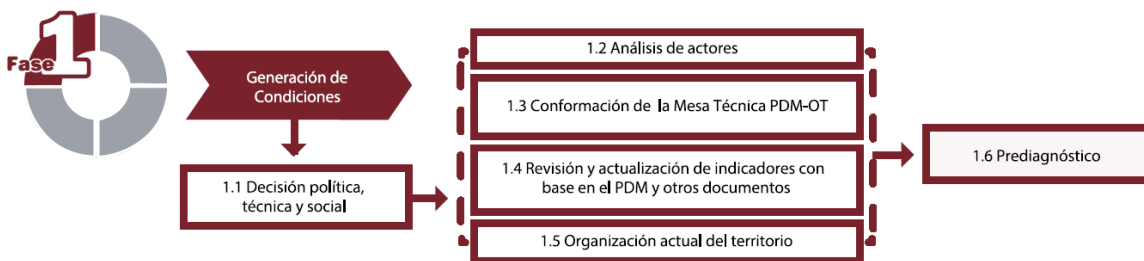 Fase 1
Generación de
Condiciones
1.1 Decisión política,
técnica y social
1.2 Análisis de actores
1.3 Conformación de la Mesa Técnica PDM-OT
1.4 Revisión y actualización de indicadores con
base en el PDM y otros documentos
1.5 Organización actual del territorio
1.6 Prediagnóstico